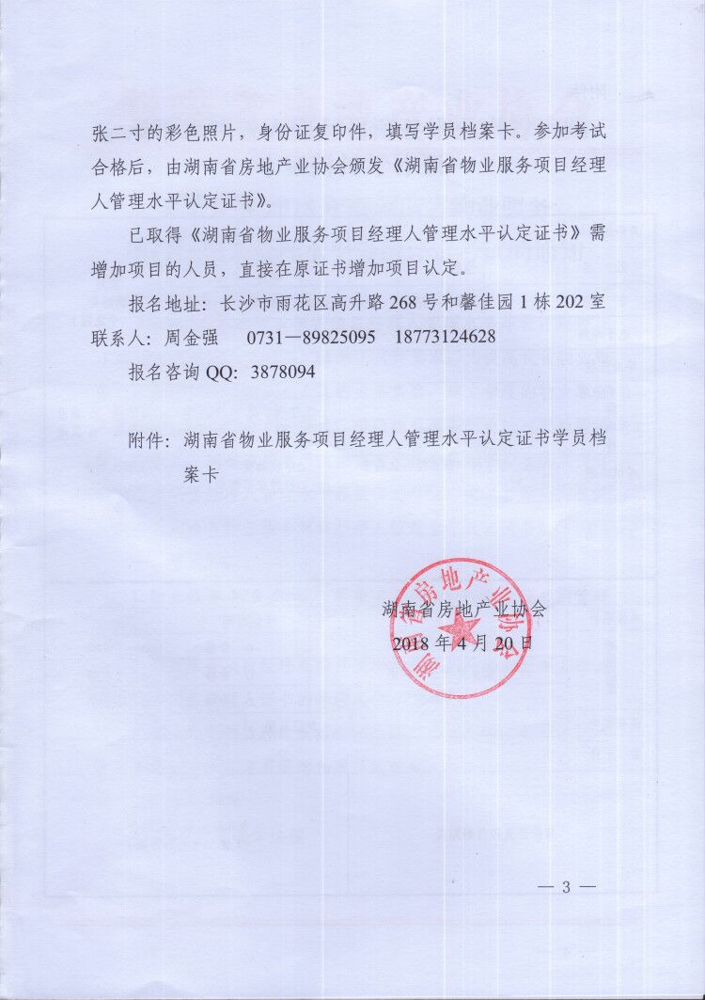 张二寸的彩色照片，身份证复印件，填写学员档案卡。参加考试
合格后，由湖南省房地产业协会颁发《湖南省物业服务项目经理
人管理水平认定证书》。
已取得《湖南省物业服务项目经理人管理水平认定证书》需
增加项目的人员，直接在原证书增加项目认定。
报名地址：长沙市雨花区高升路 268 号和馨佳园 1 栋 202 室
联系人：周金强 0731—89825095 18773124628
报名咨询 QQ：3878094
附件：湖南省物业服务项目经理人管理水平认定证书学员档
案卡
湖南省房地产业协会
湖南省房地产业协会
2018 年 4 月 20 日
— 3 —